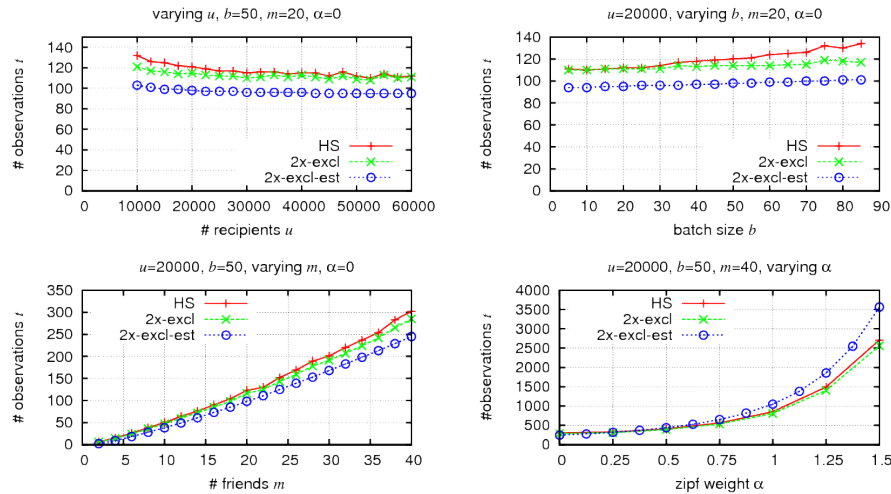 varying u, b=50, m=20, α=0
# observations t
140
120
100
80
60
40
20
0
HS
2x-excl
2x-excl-est
0 10000 20000 30000 40000 50000 60000
# recipients u
u=20000, varying b, m=20, α=0
# observations t
140
120
100
80
60
40
20
0
HS
2x-excl
2x-excl-est
0 10 20 30 40 50 60 70 80 90
batch size b
u=20000, b=50, varying m, α=0
# observations t
350
300
250
200
150
100
50
0
HS
2x-excl
2x-excl-est
0 5 10 15 20 25 30 35 40
# friends m
u=20000, b=50, m=40, varying α
#observations t
4000
3500
3000
2500
2000
1500
1000
500
0
HS
2x-excl
2x-excl-est
0 0.25 0.5 0.75 1 1.25 1.5
zipf weight α